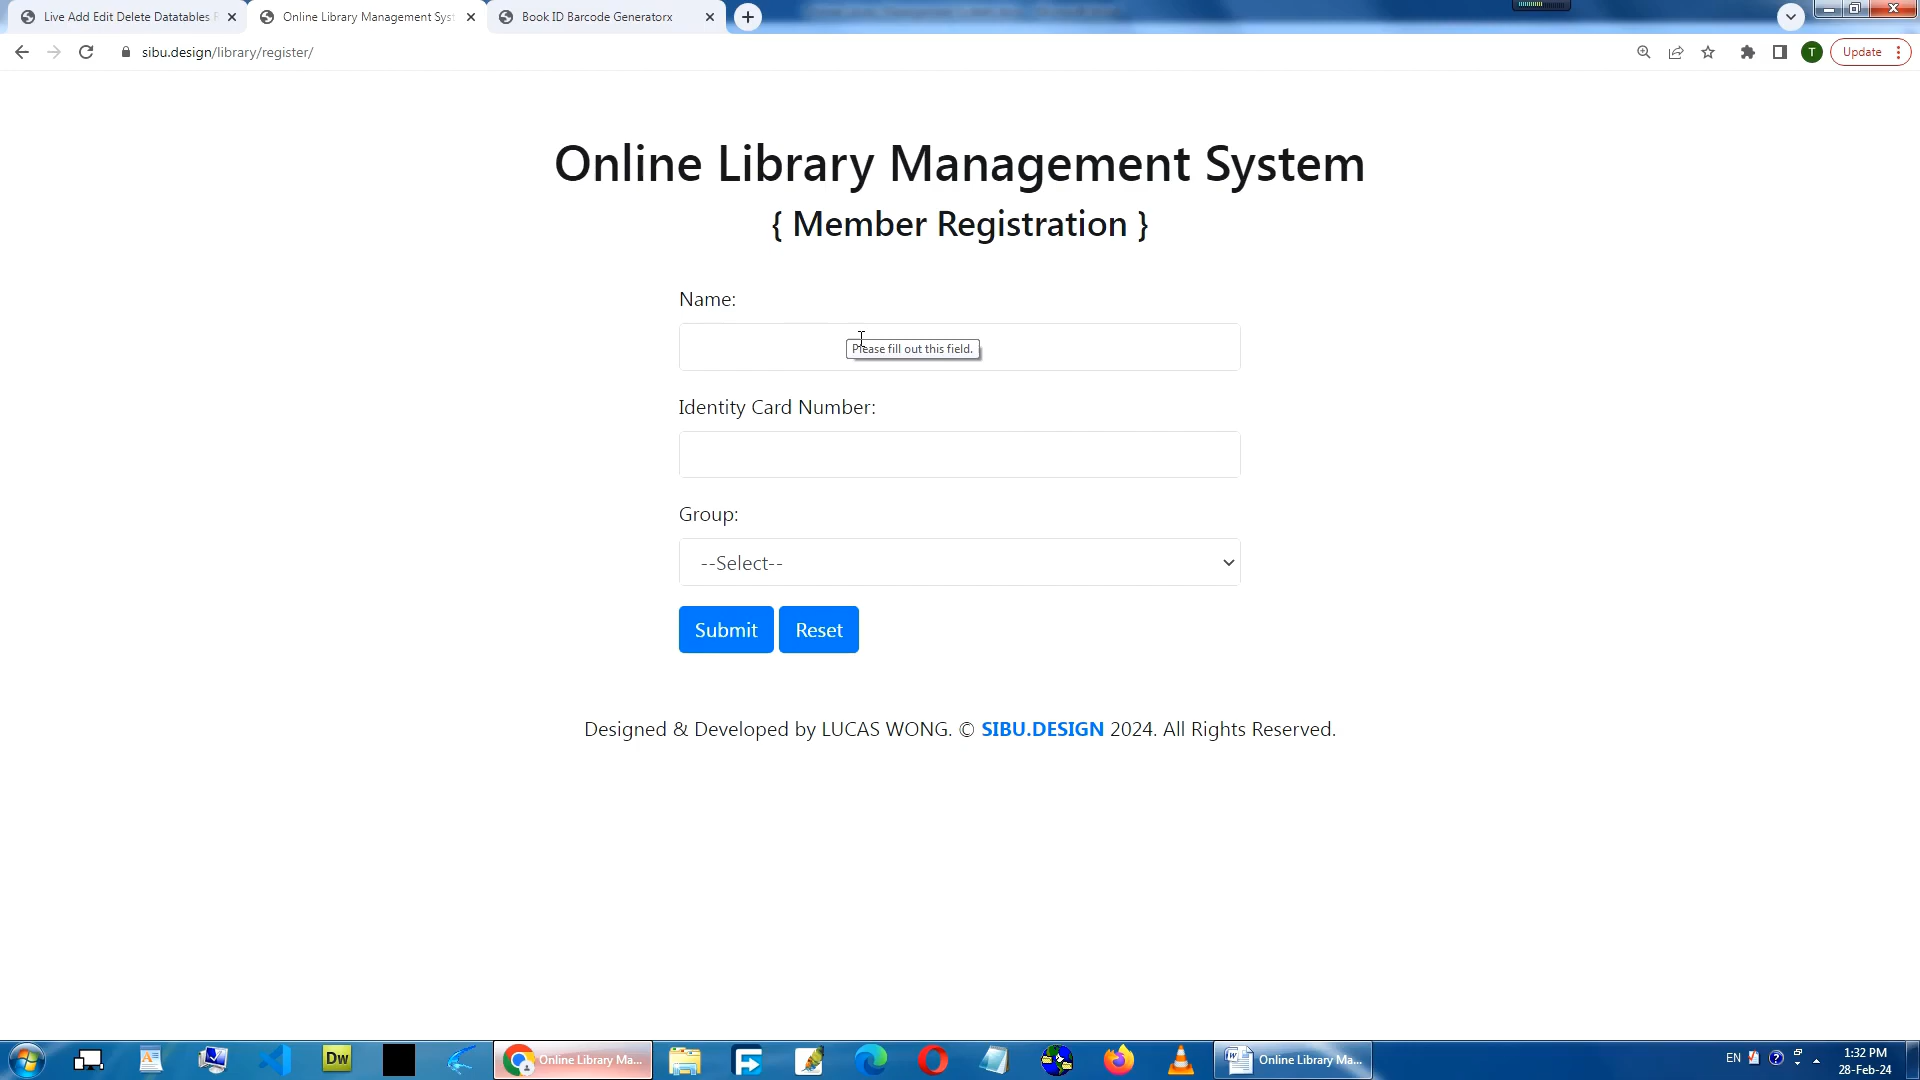 Live Add Edit Delete Datatables
Online Library Management Syst
Book ID Barcode Generatorx
sibu.design/library/register/
T
Update
Online Library Management System
{ Member Registration }
Name:
Please fill out this field.
Identity Card Number:
Group:
--Select--
Submit Reset
Designed & Developed by LUCAS WONG. © SIBU.DESIGN 2024. All Rights Reserved.
Dw
Online Library Ma...
Online Library Ma...
EN
1:32 PM
28-Feb-24